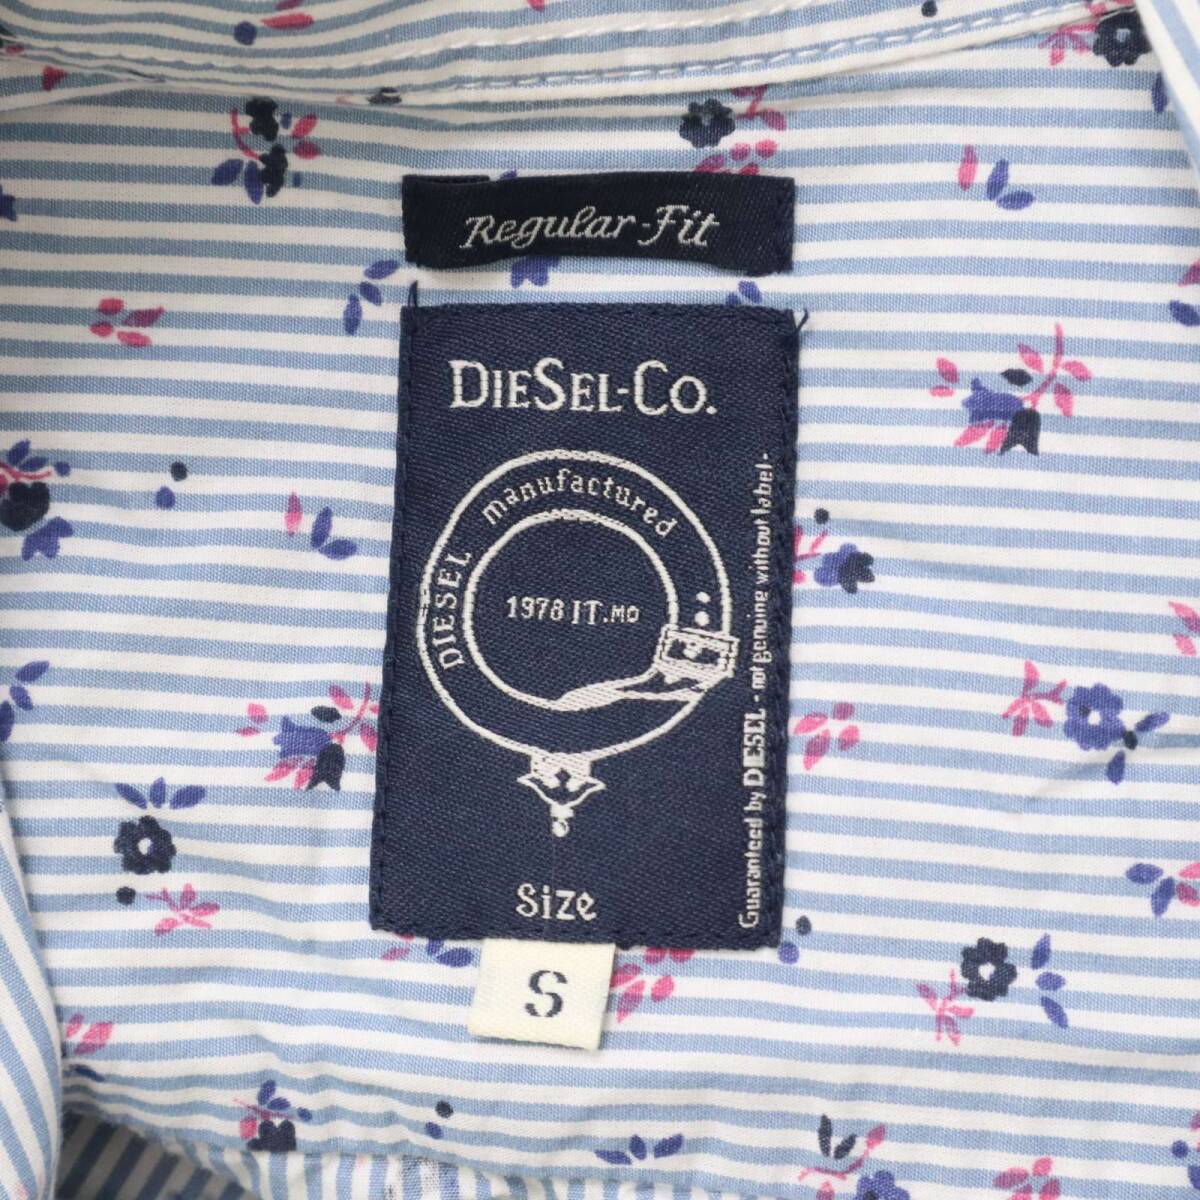 Regular-Fit
DIESEL-CO.
manufactured
DIESEL
1978 IT.MO
Guaranteed by DIESEL - not genuine without label -
Size
S